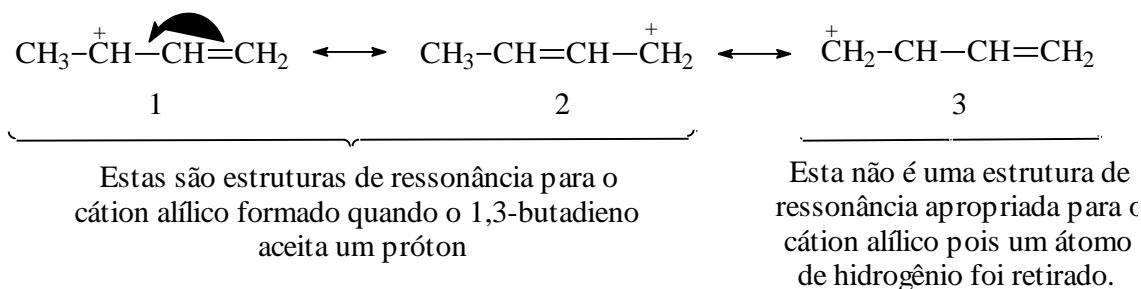 CH₃−CH−CH=CH₂ ⟷ CH₃−CH=CH−CH₂ ⟷ CH₂−CH−CH=CH₂
+ + +
1 2 3
Estas são estruturas de ressonância para o
cátion alílico formado quando o 1,3-butadieno
aceita um próton
Esta não é uma estrutura de
ressonância apropriada para o
cátion alílico pois um átomo
de hidrogênio foi retirado.